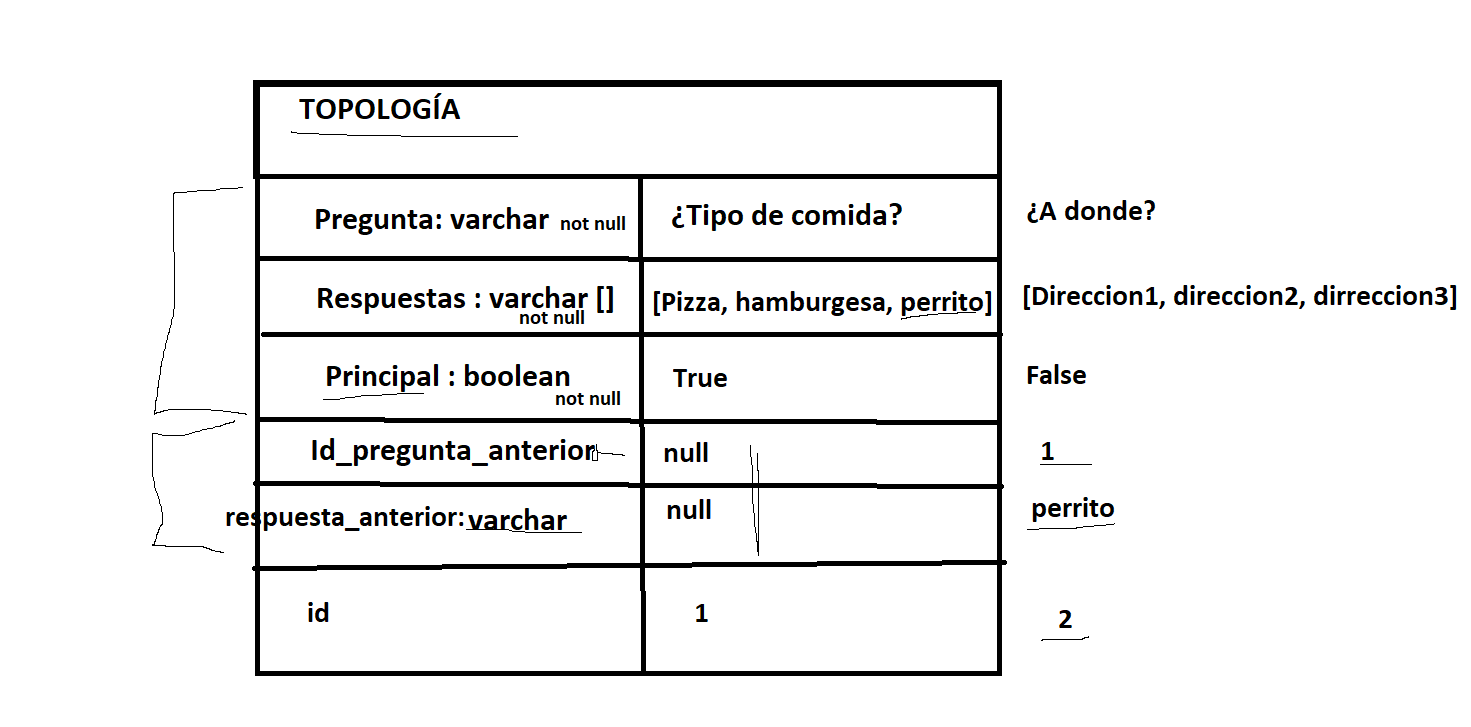 TOPOLOGÍA
Pregunta: varchar not null
¿Tipo de comida?
¿A donde?
Respuestas : varchar []
not null
[Pizza, hamburgesa, perrito]
[Direccion1, direccion2, dirreccion3]
Principal : boolean
not null
True
False
Id_pregunta_anterior
null
1
respuesta_anterior: varchar
null
perrito
id
1
2